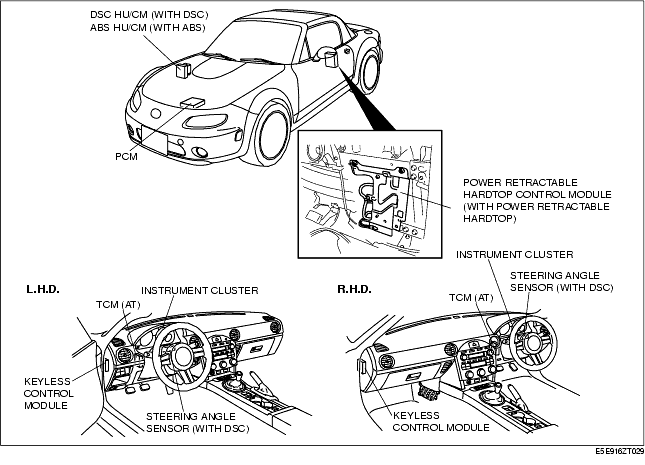 DSC HU/CM (WITH DSC)
ABS HU/CM (WITH ABS)
PCM
POWER RETRACTABLE
HARDTOP CONTROL MODULE
(WITH POWER RETRACTABLE
HARDTOP)
L.H.D.
TCM (AT)
INSTRUMENT CLUSTER
KEYLESS
CONTROL
MODULE
STEERING ANGLE
SENSOR (WITH DSC)
R.H.D.
INSTRUMENT CLUSTER
STEERING ANGLE
SENSOR (WITH DSC)
TCM (AT)
KEYLESS
CONTROL MODULE
E5E916ZT029